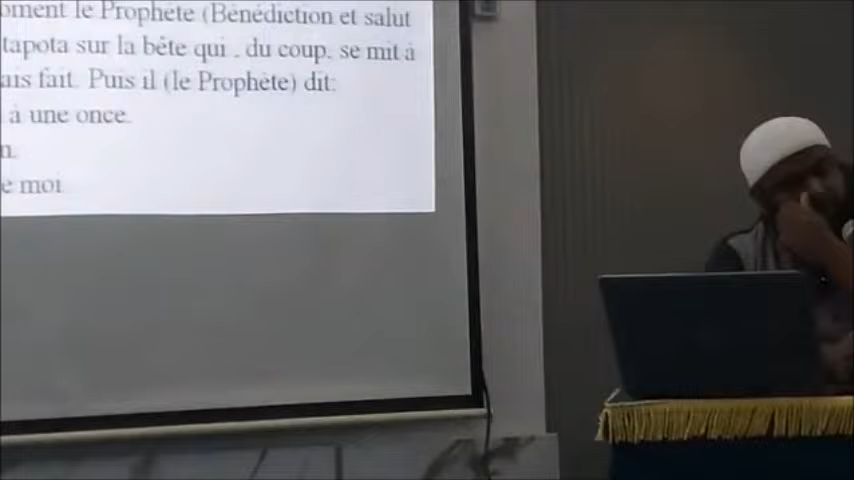 oment le Prophète (Bénédiction et salut
tapota sur la bête qui , du coup, se mit à
ais fait. Puis il (le Prophète) dit:
à une once.
n.
e moi